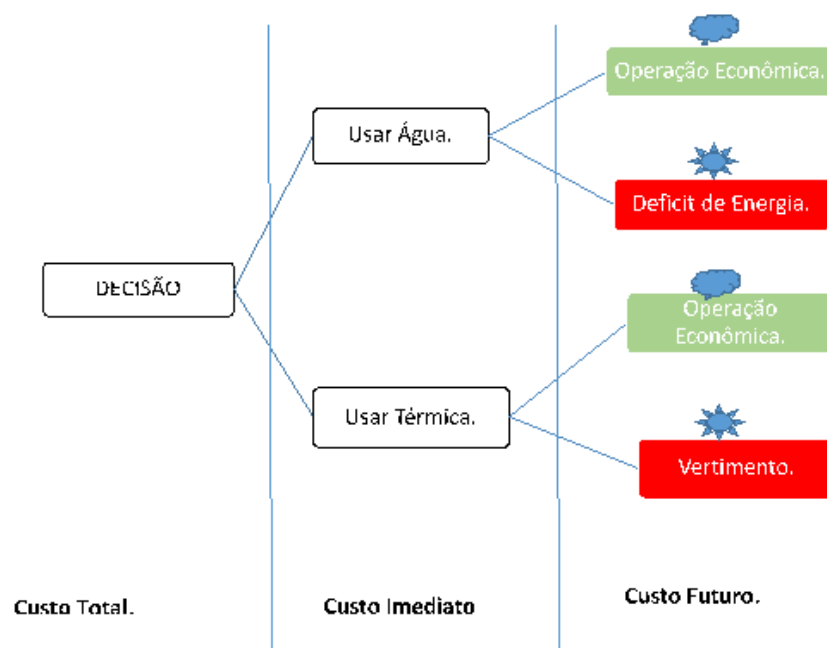 Operação Econômica.
Usar Água.
Deficit de Energia.
DECISÃO
Operação
Econômica.
Usar Térmica.
Vertimento.
Custo Total.
Custo Imediato
Custo Futuro.